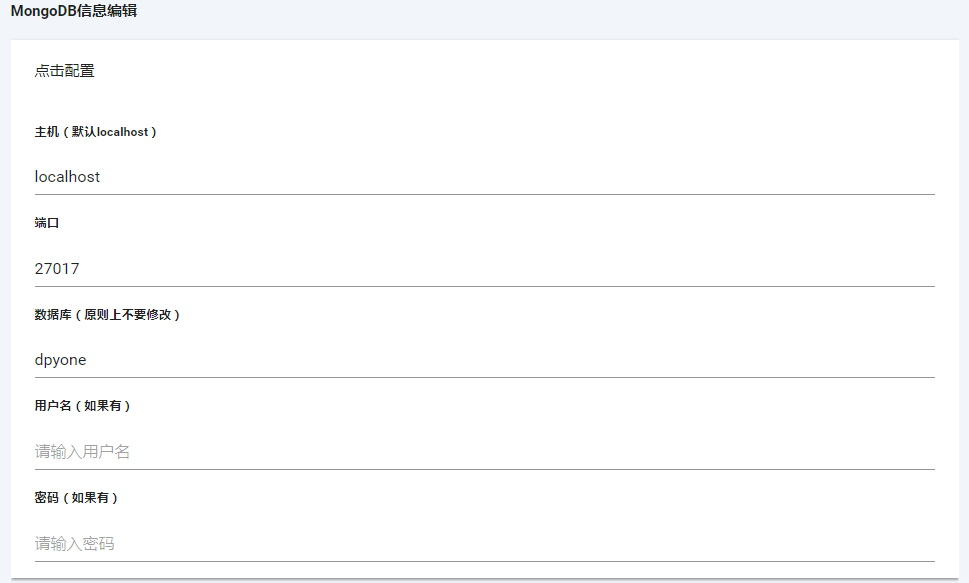 MongoDB信息编辑
点击配置
主机（默认localhost）
localhost
端口
27017
数据库（原则上不要修改）
dpyone
用户名（如果有）
请输入用户名
密码（如果有）
请输入密码